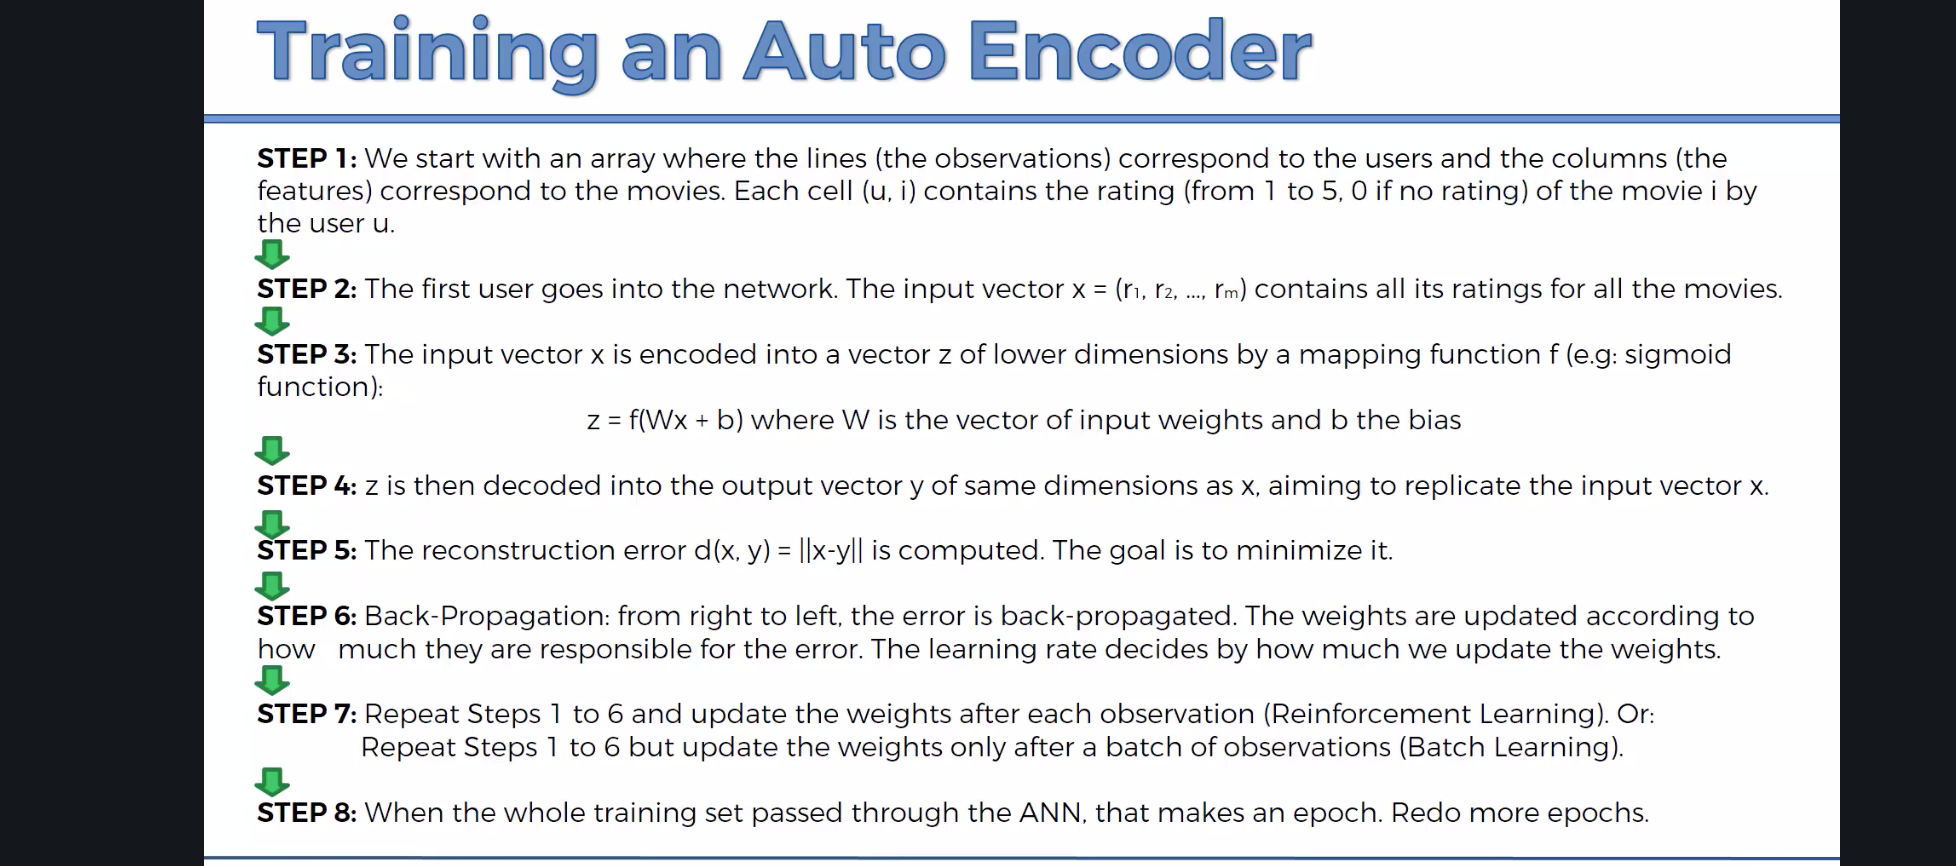 Training an Auto Encoder
STEP 1: We start with an array where the lines (the observations) correspond to the users and the columns (the
features) correspond to the movies. Each cell (u, i) contains the rating (from 1 to 5, 0 if no rating) of the movie i by
the user u.
STEP 2: The first user goes into the network. The input vector x = (r₁, r₂, ..., rₘ) contains all its ratings for all the movies.
STEP 3: The input vector x is encoded into a vector z of lower dimensions by a mapping function f (e.g: sigmoid
function):
z = f(Wx + b) where W is the vector of input weights and b the bias
STEP 4: z is then decoded into the output vector y of same dimensions as x, aiming to replicate the input vector x.
STEP 5: The reconstruction error d(x, y) = ||x-y|| is computed. The goal is to minimize it.
STEP 6: Back-Propagation: from right to left, the error is back-propagated. The weights are updated according to
how much they are responsible for the error. The learning rate decides by how much we update the weights.
STEP 7: Repeat Steps 1 to 6 and update the weights after each observation (Reinforcement Learning). Or:
Repeat Steps 1 to 6 but update the weights only after a batch of observations (Batch Learning).
STEP 8: When the whole training set passed through the ANN, that makes an epoch. Redo more epochs.